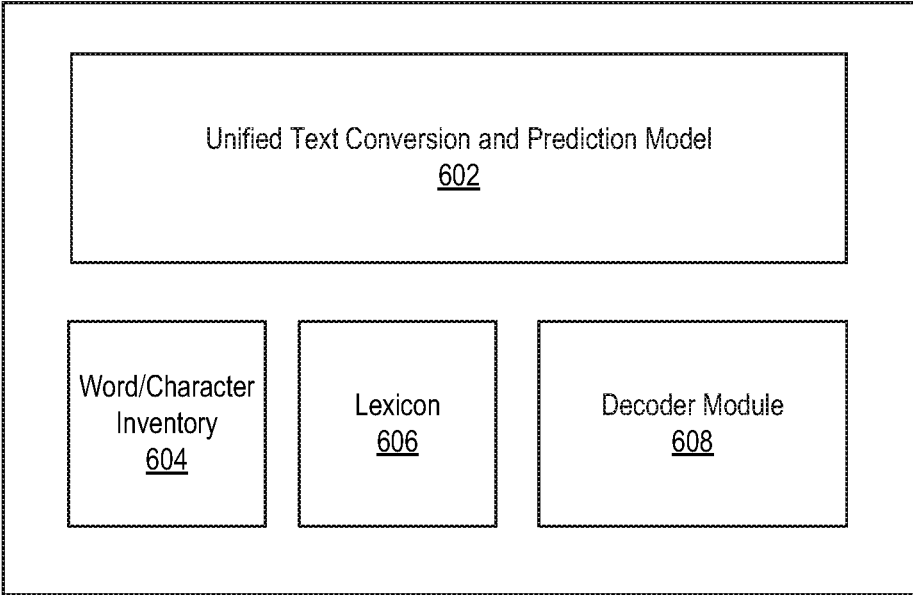 Unified Text Conversion and Prediction Model
602
Word/Character
Inventory
604
Lexicon
606
Decoder Module
608